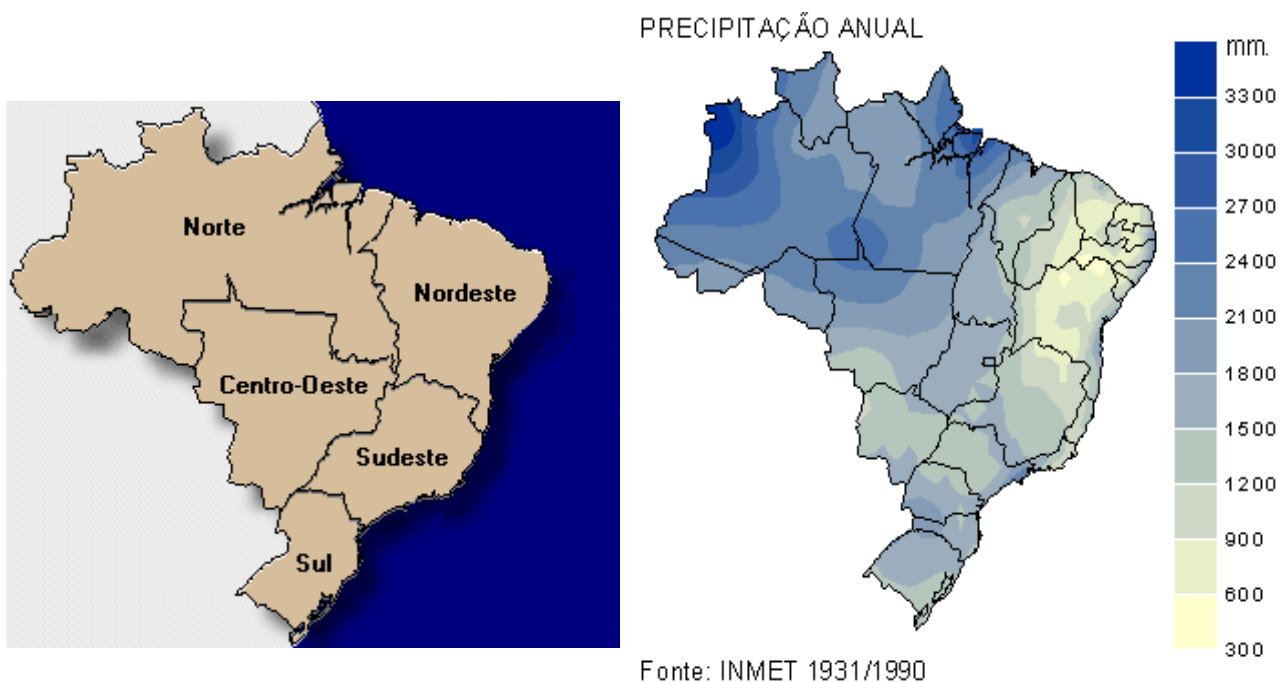 Norte
Nordeste
Centro-Oeste
Sudeste
Sul
PRECIPITAÇÃO ANUAL
mm.
3300
3000
2700
2400
2100
1800
1500
1200
900
600
300
Fonte: INMET 1931/1990